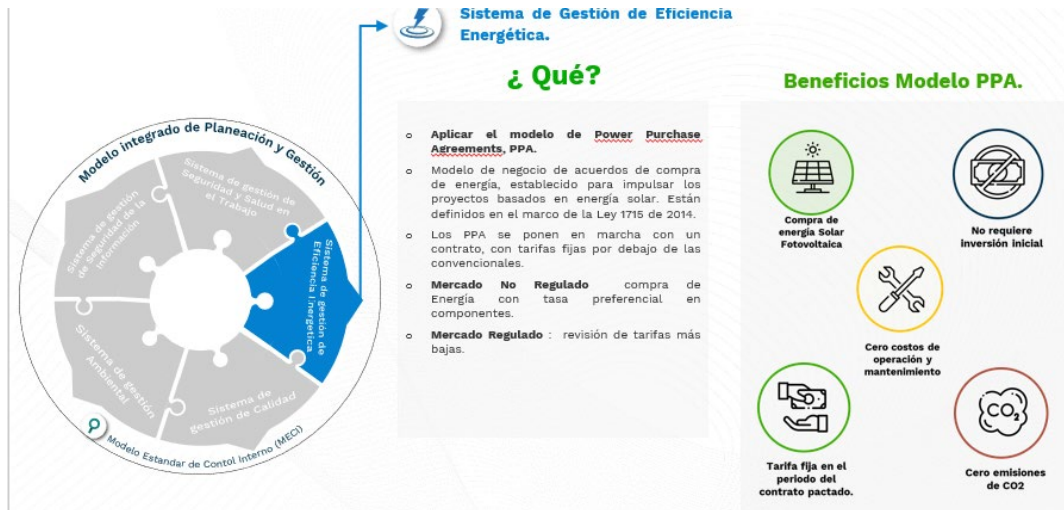 Sistema de Gestión de Eficiencia
Energética.
¿ Qué?
Beneficios Modelo PPA.
Modelo integrado de Planeación y Gestión
Sistema de gestión de
Seguridad y Salud en
el Trabajo
Sistema de gestión
de Seguridad de la
Información
Sistema de gestión de
Eficiencia Energética
Sistema de gestión
Ambiental
Sistema de
gestión de Calidad
Modelo Estandar de Contol Interno (MECI)
o Aplicar el modelo de Power Purchase
Agreements, PPA.
o Modelo de negocio de acuerdos de compra
de energía, establecido para impulsar los
proyectos basados en energía solar. Están
definidos en el marco de la Ley 1715 de 2014.
o Los PPA se ponen en marcha con un
contrato, con tarifas fijas por debajo de las
convencionales.
o Mercado No Regulado compra de
Energía con tasa preferencial en
componentes.
o Mercado Regulado : revisión de tarifas más
bajas.
Compra de
energía Solar
Fotovoltaica
No requiere
inversión inicial
Cero costos de
operación y
mantenimiento
Tarifa fija en el
periodo del
contrato pactado.
CO2
Cero emisiones
de CO2